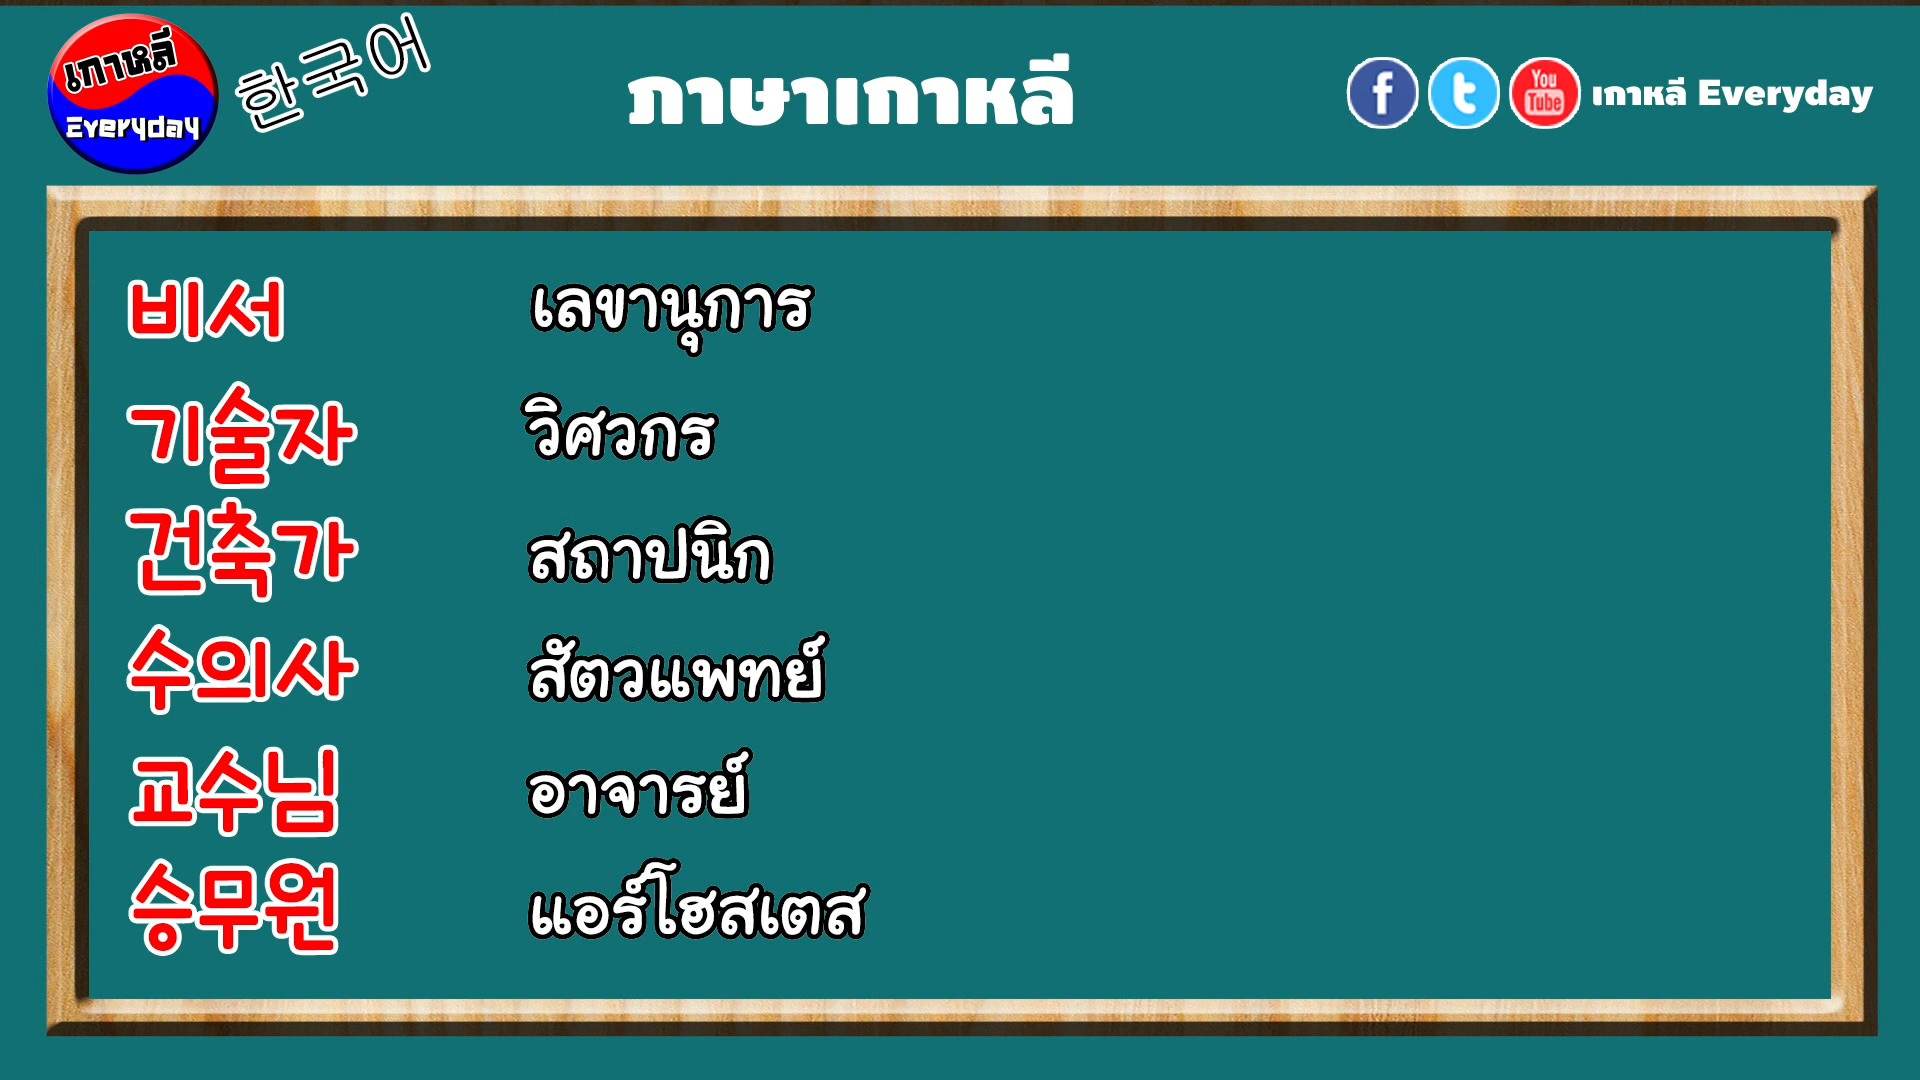 เกาหลี
Everyday
한국어
ภาษาเกาหลี
f
t
You
Tube
เกาหลี Everyday
비서 เลขานุการ
기술자 วิศวกร
건축가 สถาปนิก
수의사 สัตวแพทย์
교수님 อาจารย์
승무원 แอร์โฮสเตส